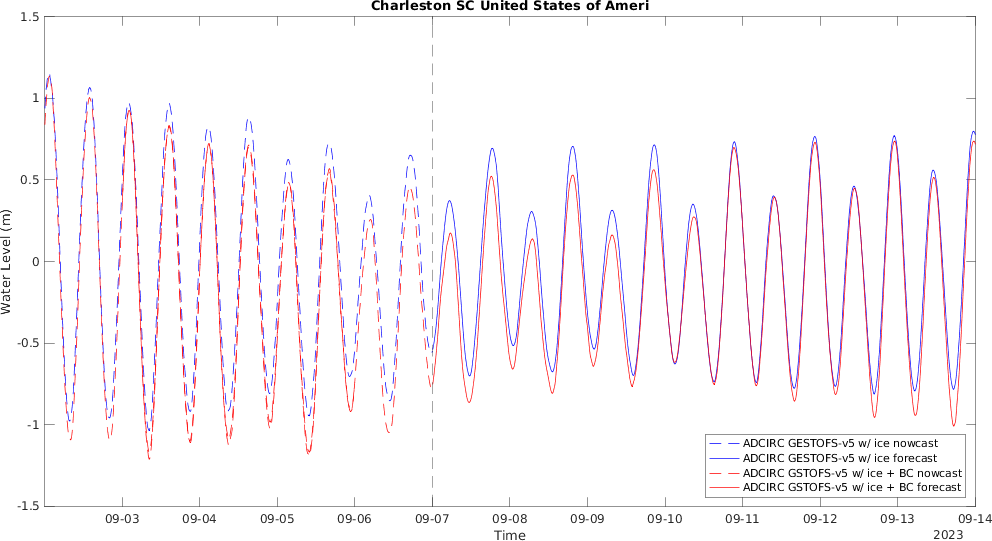 Charleston SC United States of Ameri
Water Level (m)
1.5
1
0.5
0
-0.5
-1
-1.5
ADCIRC GESTOFS-v5 w/ ice nowcast
ADCIRC GESTOFS-v5 w/ ice forecast
ADCIRC GSTOFS-v5 w/ ice + BC nowcast
ADCIRC GSTOFS-v5 w/ ice + BC forecast
09-03 09-04 09-05 09-06 09-07 09-08 09-09 09-10 09-11 09-12 09-13 09-14
Time
2023